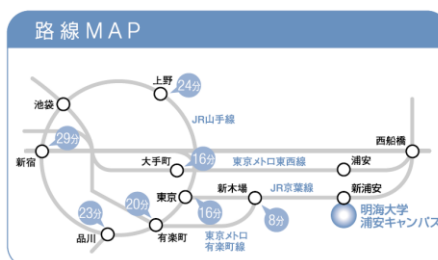 路線MAP
上野
24分
池袋
JR山手線
29分
新宿
西船橋
大手町
16分
東京メトロ東西線
浦安
東京
16分
新木場
JR京葉線
新浦安
8分
23分
品川
20分
有楽町
東京メトロ
有楽町線
明海大学
浦安キャンパス